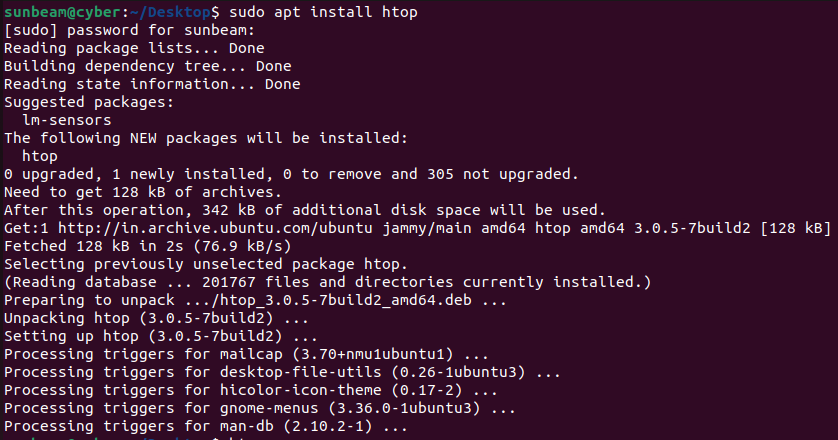 sunbeam@cyber:~/Desktop$ sudo apt install htop
[sudo] password for sunbeam:
Reading package lists... Done
Building dependency tree... Done
Reading state information... Done
Suggested packages:
  lm-sensors
The following NEW packages will be installed:
  htop
0 upgraded, 1 newly installed, 0 to remove and 305 not upgraded.
Need to get 128 kB of archives.
After this operation, 342 kB of additional disk space will be used.
Get:1 http://in.archive.ubuntu.com/ubuntu jammy/main amd64 htop amd64 3.0.5-7build2 [128 kB]
Fetched 128 kB in 2s (76.9 kB/s)
Selecting previously unselected package htop.
(Reading database ... 201767 files and directories currently installed.)
Preparing to unpack .../htop_3.0.5-7build2_amd64.deb ...
Unpacking htop (3.0.5-7build2) ...
Setting up htop (3.0.5-7build2) ...
Processing triggers for mailcap (3.70+nmu1ubuntu1) ...
Processing triggers for desktop-file-utils (0.26-1ubuntu3) ...
Processing triggers for hicolor-icon-theme (0.17-2) ...
Processing triggers for gnome-menus (3.36.0-1ubuntu3) ...
Processing triggers for man-db (2.10.2-1) ...